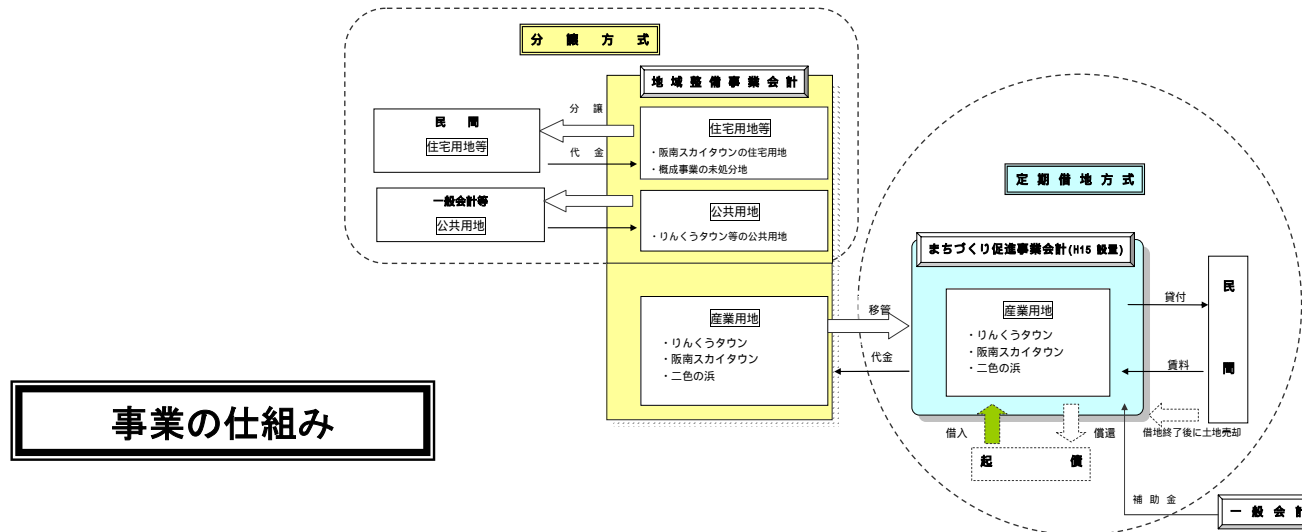 分譲方式
地域整備事業会計
民間
住宅用地等
分譲
代金
住宅用地等
・阪南スカイタウンの住宅用地
・概成事業の未処分地
一般会計等
公共用地
公共用地
・りんくうタウン等の公共用地
産業用地
・りんくうタウン
・阪南スカイタウン
・二色の浜
移管
代金
定期借地方式
まちづくり促進事業会計(H15 設置)
産業用地
・りんくうタウン
・阪南スカイタウン
・二色の浜
貸付
賃料
民間
借地終了後に土地売却
借入
償還
起債
補助金
一般会計
事業の仕組み